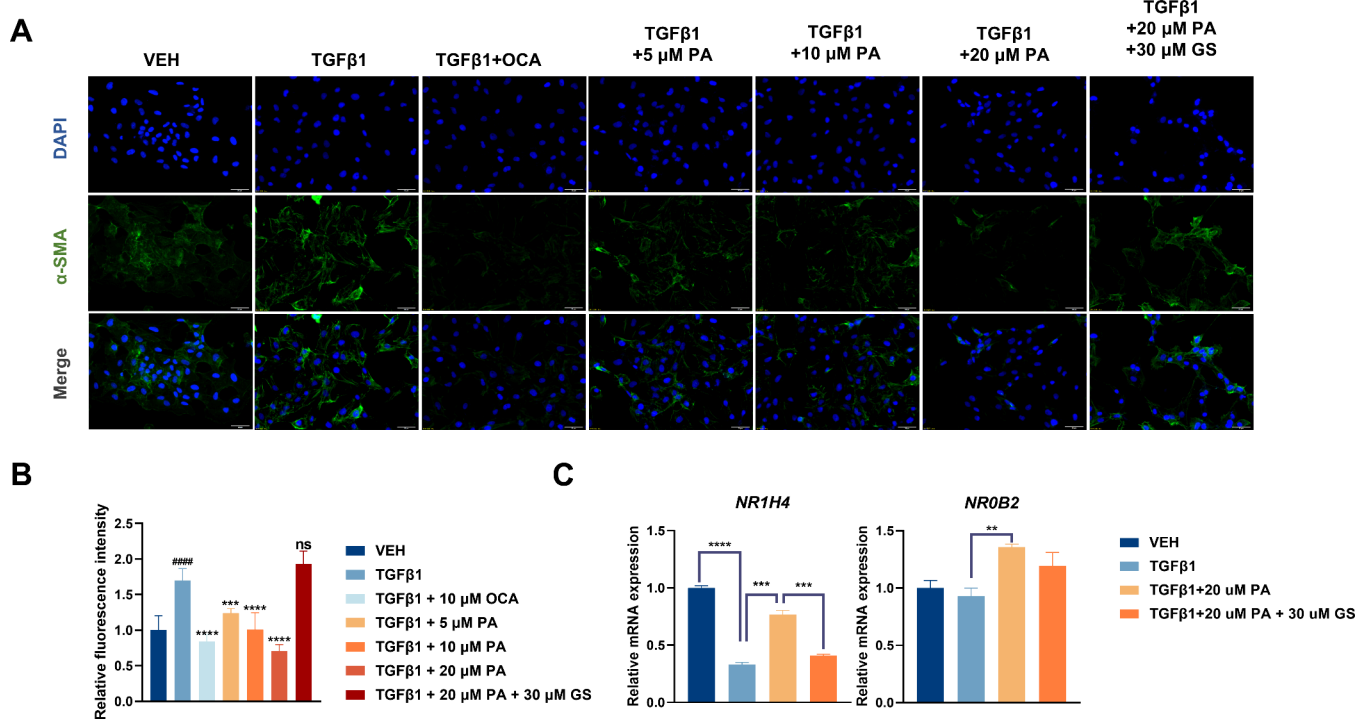 A
VEH
TGFβ1
TGFβ1+OCA
TGFβ1
+5 μM PA
TGFβ1
+10 μM PA
TGFβ1
+20 μM PA
TGFβ1
+20 μM PA
+30 μM GS
DAPI
α-SMA
Merge
B
Relative fluorescence intensity
2.5
2.0
1.5
1.0
0.5
0.0
####
****
***
****
****
ns
VEH
TGFβ1
TGFβ1 + 10 μM OCA
TGFβ1 + 5 μM PA
TGFβ1 + 10 μM PA
TGFβ1 + 20 μM PA
TGFβ1 + 20 μM PA + 30 μM GS
C
NR1H4
Relative mRNA expression
1.5
1.0
0.5
0.0
****
***
***
NR0B2
Relative mRNA expression
1.5
1.0
0.5
0.0
**
VEH
TGFβ1
TGFβ1+20 uM PA
TGFβ1+20 uM PA + 30 uM GS